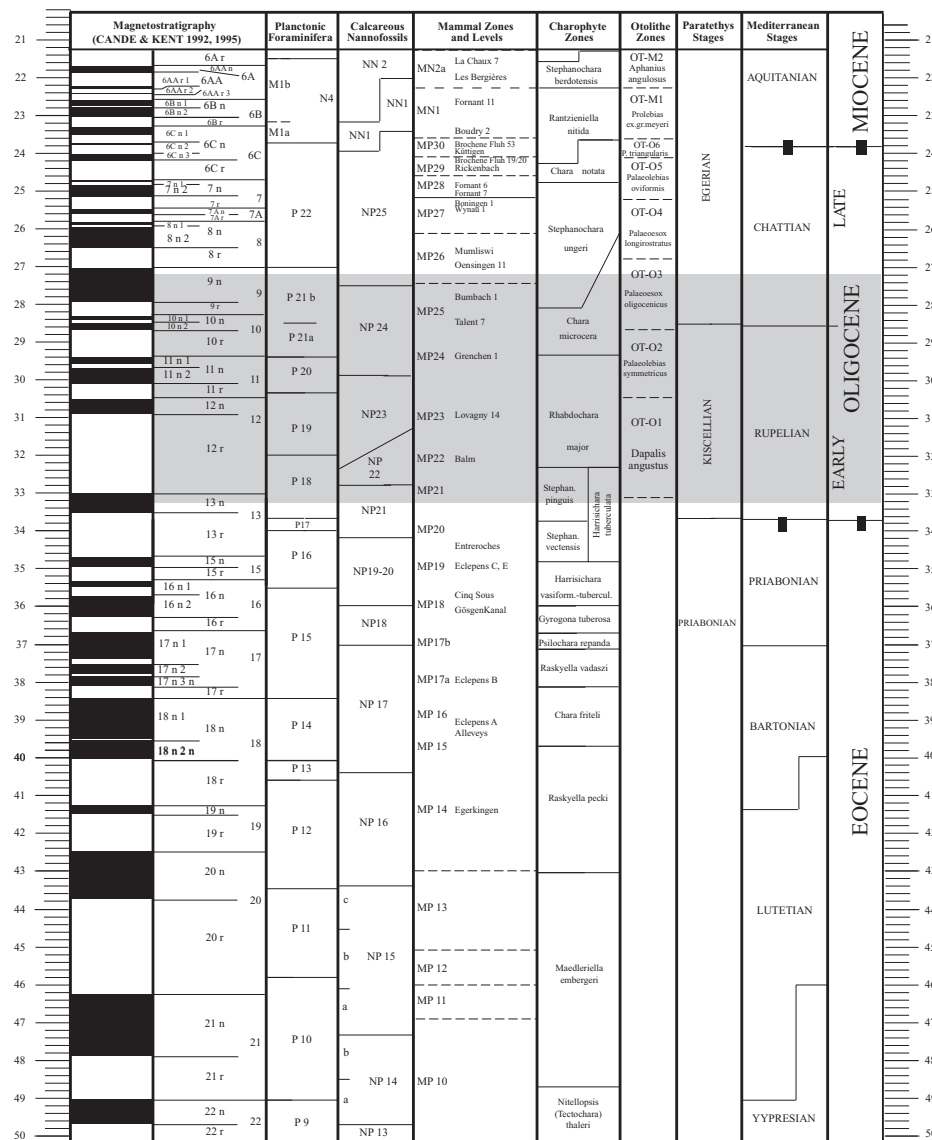 Magnetostratigraphy
(CANDE & KENT 1992, 1995)
Planctonic
Foraminifera
Calcareous
Nannofossils
Mammal Zones
and Levels
Charophyte
Zones
Otolithe
Zones
Paratethys
Stages
Mediterranean
Stages
21
22
23
24
25
26
27
28
29
30
31
32
33
34
35
36
37
38
39
40
41
42
43
44
45
46
47
48
49
50
6A r
6AA n
6A
6AA r 1
6AA
6AA r 2
6AA r 3
6B n 1
6B n
6B n 2
6B
6B r
6C n 1
6C n
6C n 2
6C n 3
6C
6C r
7 n 1
7 n 2
7 n
7
7 r
7A n
7A
7A r
8 n 1
8 n
8 n 2
8
8 r
9 n
9
9 r
10 n 1
10 n
10 n 2
10
10 r
11 n 1
11 n
11 n 2
11
11 r
12 n
12
12 r
13 n
13
13 r
15 n
15
15 r
16 n 1
16 n
16 n 2
16
16 r
17 n 1
17 n
17
17 n 2
17 n 3 n
17 r
18 n 1
18 n
18
18 n 2 n
18 r
19 n
19
19 r
20 n
20
20 r
21 n
21
21 r
22 n
22
22 r
M1b
N4
M1a
P 22
P 21 b
P 21a
P 20
P 19
P 18
P17
P 16
P 15
P 14
P 13
P 12
P 11
P 10
P 9
NN 2
NN1
NN1
NP25
NP 24
NP23
NP
22
NP21
NP19-20
NP18
NP 17
NP 16
c
b
NP 15
a
b
NP 14
a
NP 13
MN2a
La Chaux 7
Les Bergières
MN1
Fornant 11
Boudry 2
MP30
Brochene Fluh 53
Küttigen
Brochene Fluh 19/20
MP29
Rickenbach
MP28
Fornant 6
Fornant 7
Boningen 1
MP27
Wynau 1
MP26
Mumliswi
Oensingen 11
Bumbach 1
MP25
Talent 7
MP24
Grenchen 1
MP23
Lovagny 14
MP22
Balm
MP21
MP20
Entreroches
MP19
Eclepens C, E
Cinq Sous
MP18
GösgenKanal
MP17b
MP17a
Eclepens B
MP 16
Eclepens A
Alleveys
MP 15
MP 14
Egerkingen
MP 13
MP 12
MP 11
MP 10
Stephanochara
berdotensis
Rantzieniella
nitida
Chara notata
Stephanochara
ungeri
Chara
microcera
Rhabdochara
major
Stephan.
pinguis
Harrisichara
tuberculata
Stephan.
vectensis
Harrisichara
vasiform.-tubercul.
Gyrogona tuberosa
Psilochara repanda
Raskyella vadaszi
Chara friteli
Raskyella pecki
Maedleriella
embergeri
Nitellopsis
(Tectochara)
thaleri
OT-M2
Aphanius
angulosus
OT-M1
Prolebias
ex.gr.meyeri
OT-O6
P. triangularis
OT-O5
Palaeolebias
oviformis
OT-O4
Palaeoesox
longirostratus
OT-O3
Palaeoesox
oligocenicus
OT-O2
Palaeolebias
symmetricus
OT-O1
Dapalis
angustus
EGERIAN
KISCELLIAN
PRIABONIAN
AQUITANIAN
CHATTIAN
RUPELIAN
PRIABONIAN
BARTONIAN
LUTETIAN
YYPRESIAN
MIOCENE
LATE
OLIGOCENE
EARLY
EOCENE